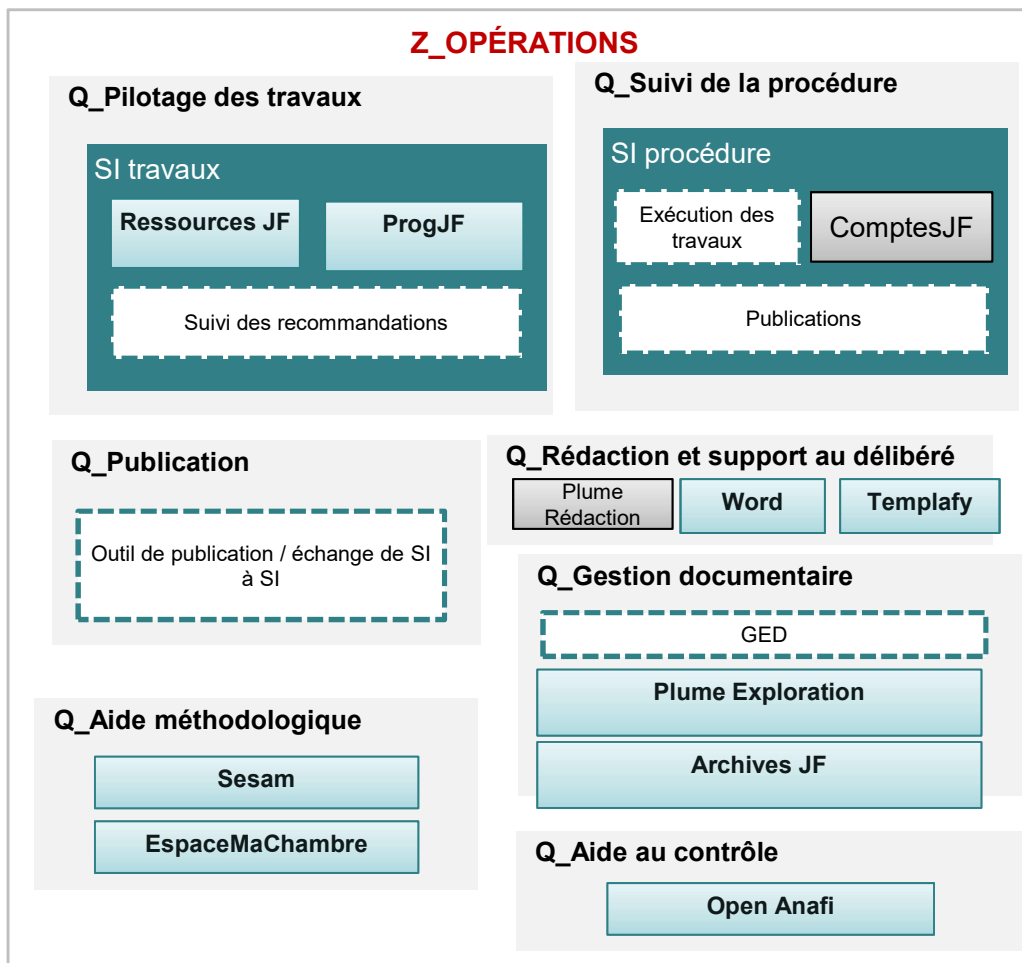 Z_OPÉRATIONS
Q_Pilotage des travaux
SI travaux
Ressources JF
ProgJF
Suivi des recommandations
Q_Suivi de la procédure
SI procédure
Exécution des
travaux
ComptesJF
Publications
Q_Publication
Outil de publication / échange de SI
à SI
Q_Rédaction et support au délibéré
Plume
Rédaction
Word
Templafy
Q_Gestion documentaire
GED
Plume Exploration
Archives JF
Q_Aide méthodologique
Sesam
EspaceMaChambre
Q_Aide au contrôle
Open Anafi